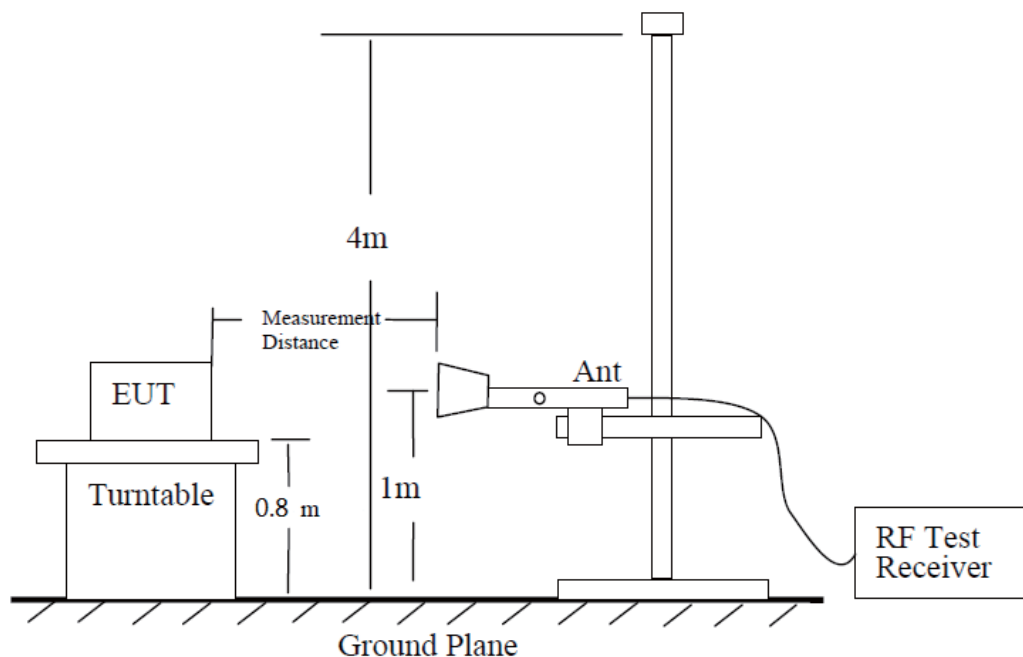 4m
Measurement
Distance
EUT
Ant
Turntable
0.8 m
1m
RF Test
Receiver
Ground Plane